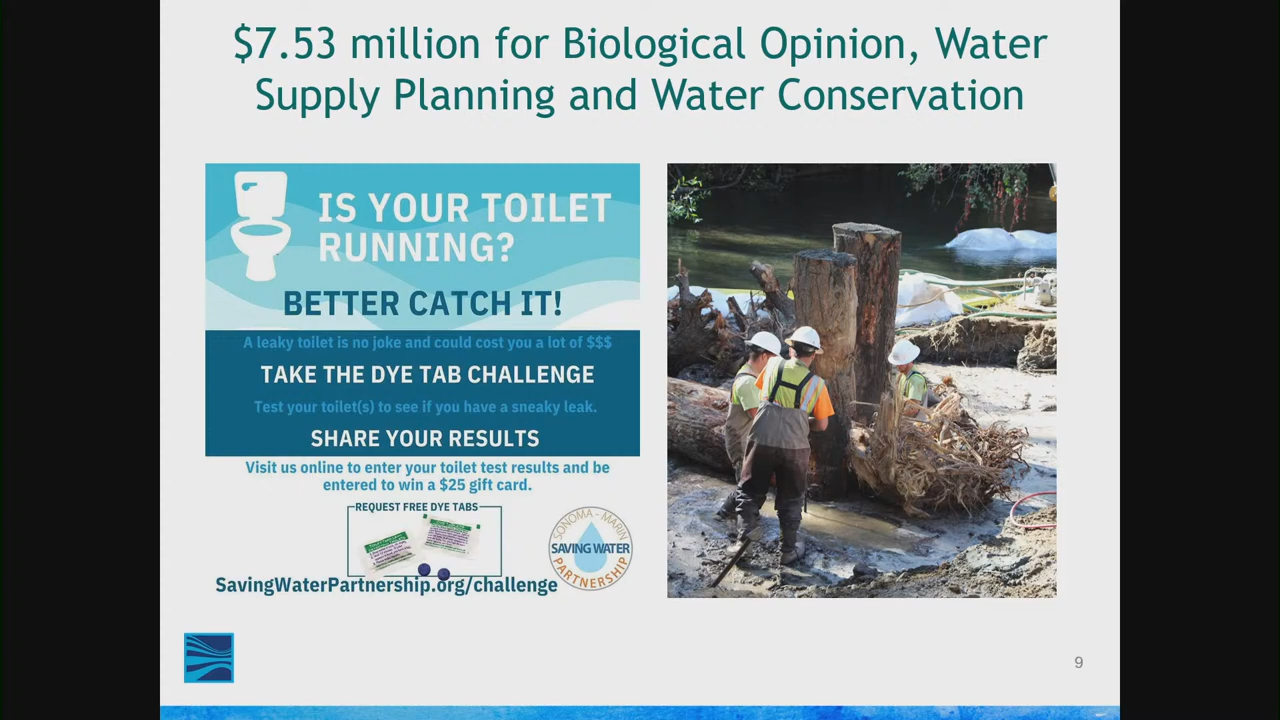 $7.53 million for Biological Opinion, Water
Supply Planning and Water Conservation
IS YOUR TOILET
RUNNING?
BETTER CATCH IT!
A leaky toilet is no joke and could cost you a lot of $$$
TAKE THE DYE TAB CHALLENGE
Test your toilet(s) to see if you have a sneaky leak.
SHARE YOUR RESULTS
Visit us online to enter your toilet test results and be
entered to win a $25 gift card.
REQUEST FREE DYE TABS
SavingWaterPartnership.org/challenge
SONOMA - MARIN
SAVING WATER
PARTNERSHIP
9